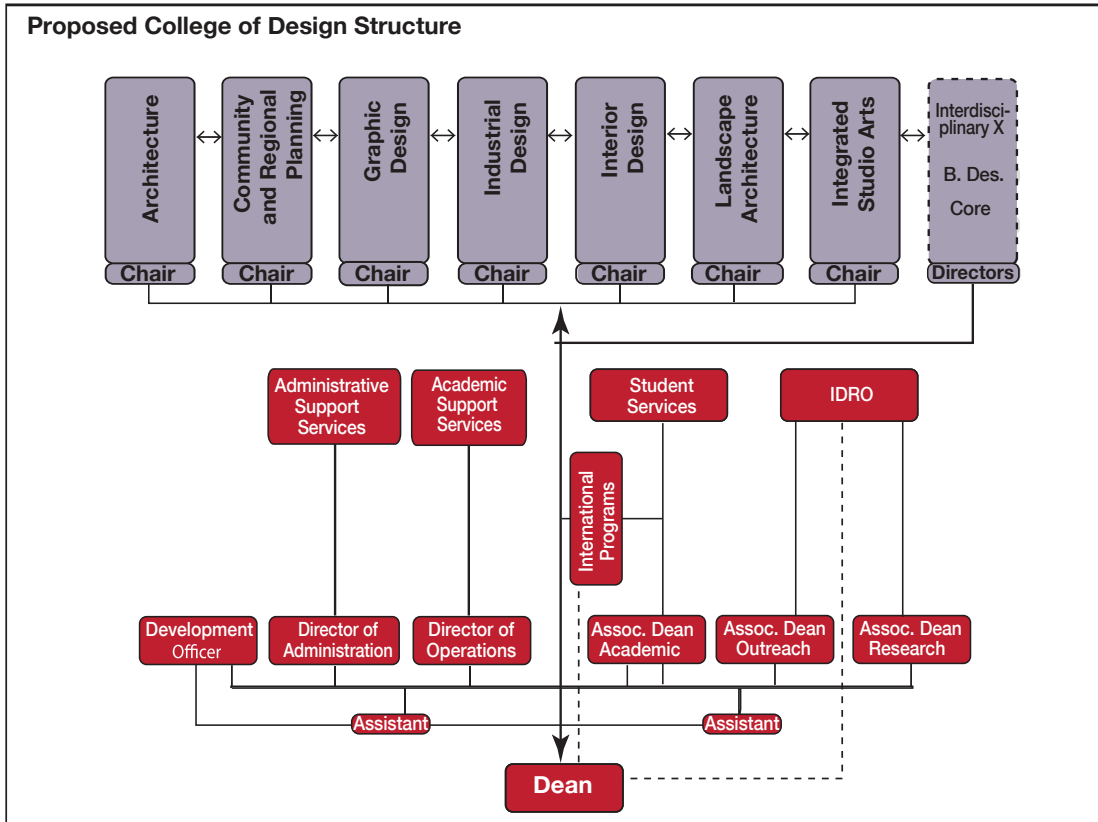 Proposed College of Design Structure
Architecture
Community
and Regional
Planning
Graphic
Design
Industrial
Design
Interior
Design
Landscape
Architecture
Integrated
Studio Arts
Interdisci-
plinary X
B. Des.
Core
Chair
Chair
Chair
Chair
Chair
Chair
Chair
Directors
Administrative
Support
Services
Academic
Support
Services
Student
Services
IDRO
International
Programs
Development
Officer
Director of
Administration
Director of
Operations
Assoc. Dean
Academic
Assoc. Dean
Outreach
Assoc. Dean
Research
Assistant
Assistant
Dean